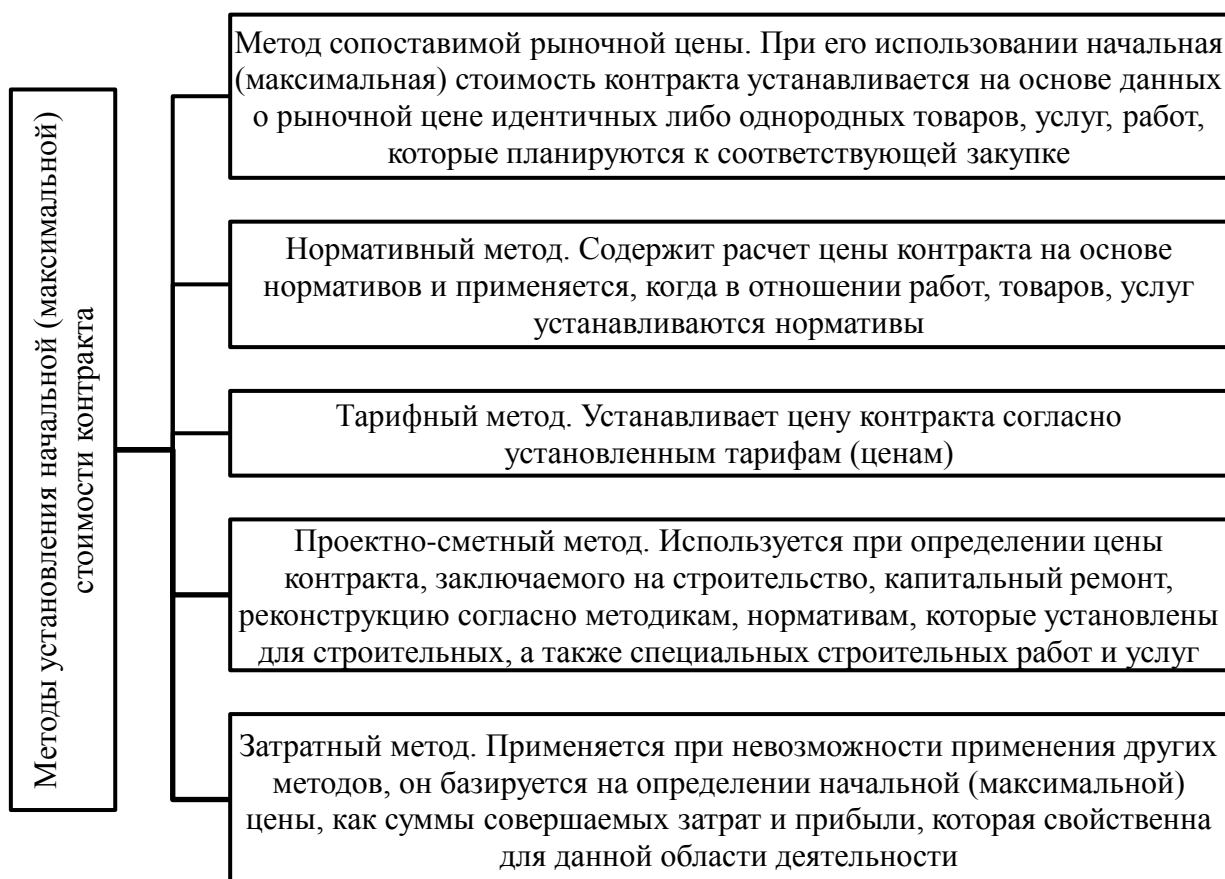 Методы установления начальной (максимальной)
стоимости контракта
Метод сопоставимой рыночной цены. При его использовании начальная
(максимальная) стоимость контракта устанавливается на основе данных
о рыночной цене идентичных либо однородных товаров, услуг, работ,
которые планируются к соответствующей закупке
Нормативный метод. Содержит расчет цены контракта на основе
нормативов и применяется, когда в отношении работ, товаров, услуг
устанавливаются нормативы
Тарифный метод. Устанавливает цену контракта согласно
установленным тарифам (ценам)
Проектно-сметный метод. Используется при определении цены
контракта, заключаемого на строительство, капитальный ремонт,
реконструкцию согласно методикам, нормативам, которые установлены
для строительных, а также специальных строительных работ и услуг
Затратный метод. Применяется при невозможности применения других
методов, он базируется на определении начальной (максимальной)
цены, как суммы совершаемых затрат и прибыли, которая свойственна
для данной области деятельности